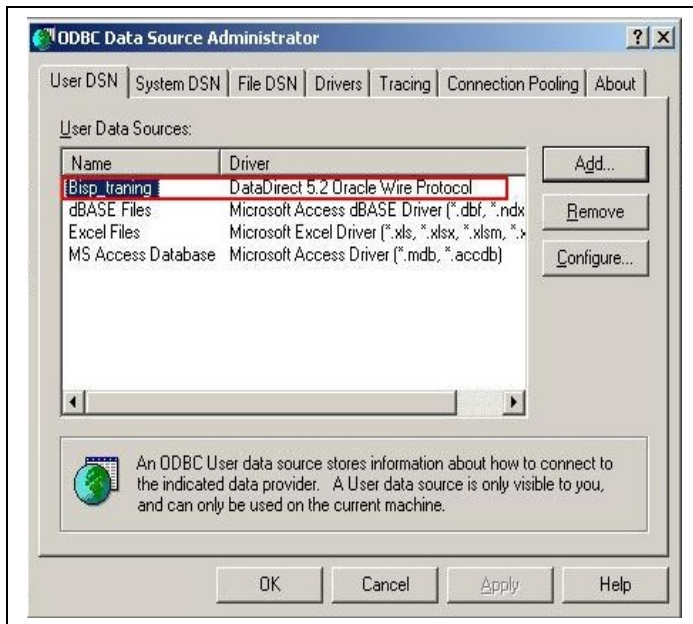 ODBC Data Source Administrator
? X
User DSN System DSN File DSN Drivers Tracing Connection Pooling About
User Data Sources:
Name Driver
Bisp_traning DataDirect 5.2 Oracle Wire Protocol
dBASE Files Microsoft Access dBASE Driver (*.dbf, *.ndx
Excel Files Microsoft Excel Driver (*.xls, *.xlsx, *.xlsm, *.x
MS Access Database Microsoft Access Driver (*.mdb, *.accdb)
Add...
Remove
Configure...
An ODBC User data source stores information about how to connect to
the indicated data provider. A User data source is only visible to you,
and can only be used on the current machine.
OK Cancel Apply Help